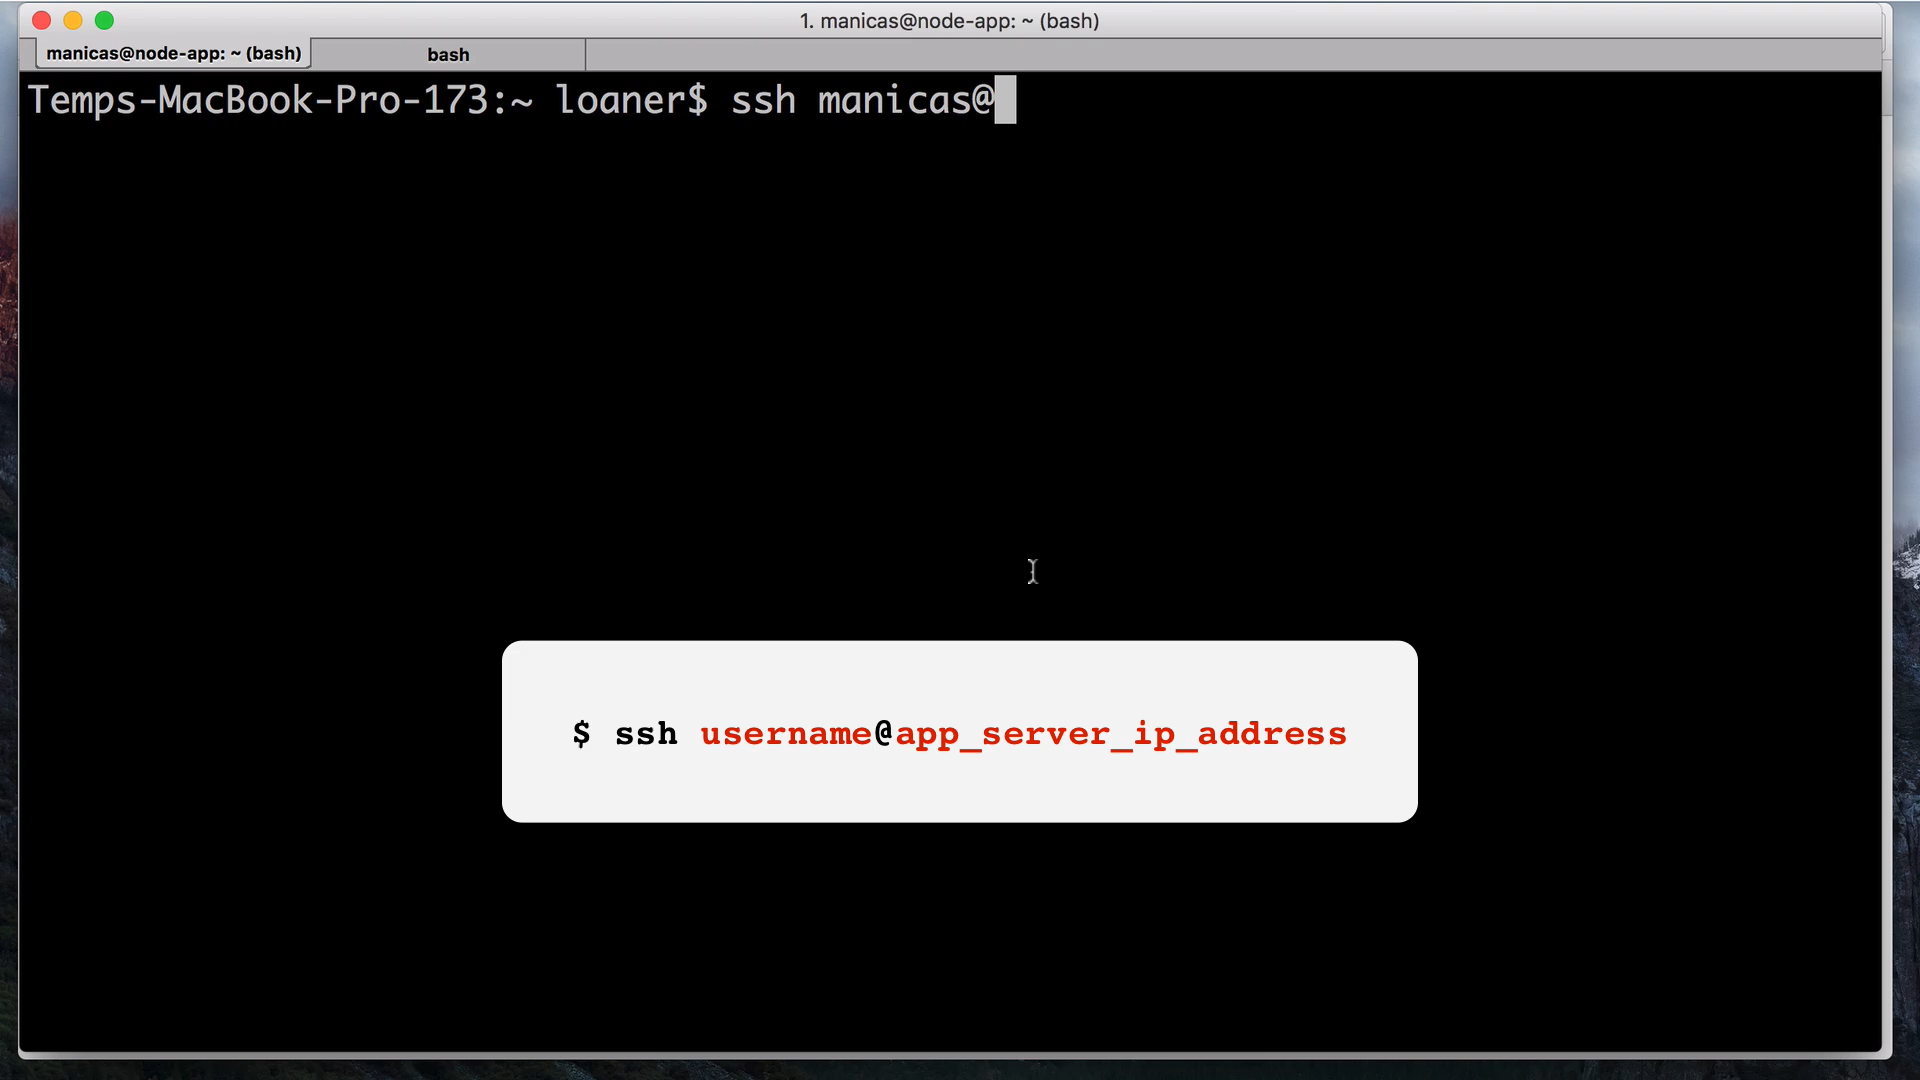 1. manicas@node-app: ~ (bash)
manicas@node-app: ~ (bash) bash
Temps-MacBook-Pro-173:~ loaner$ ssh manicas@
$ ssh username@app_server_ip_address